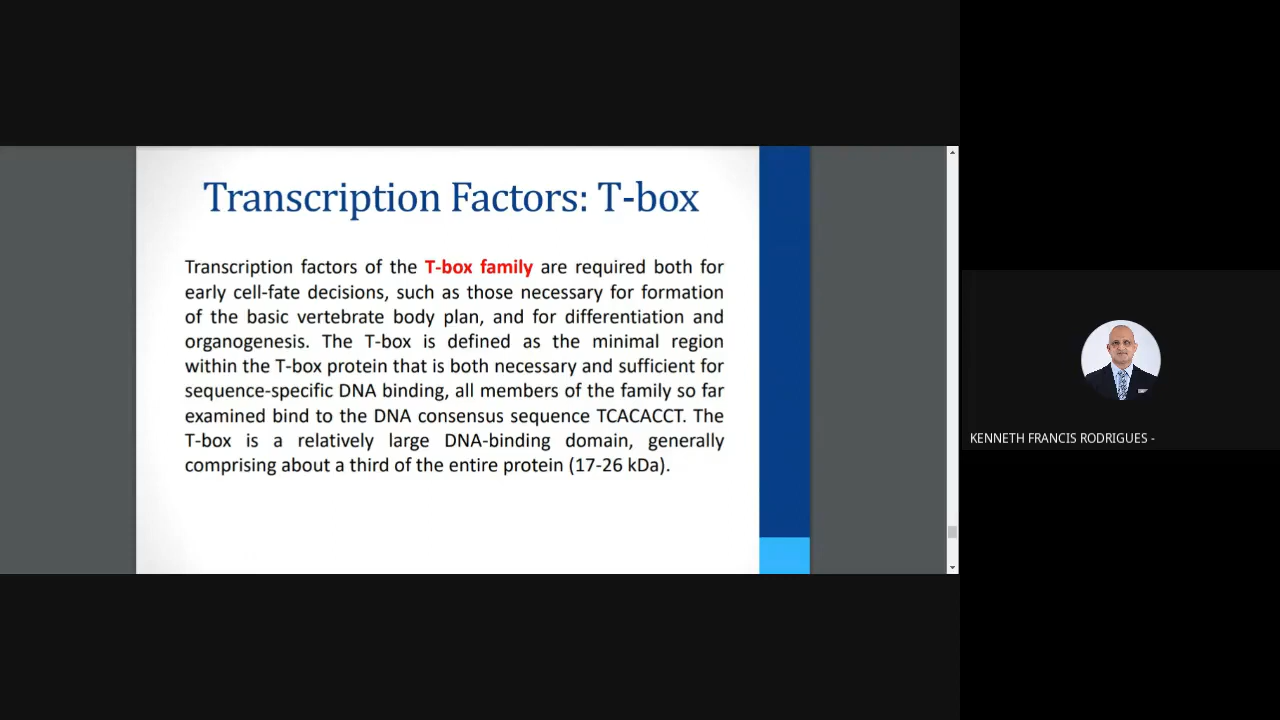 Transcription Factors: T-box
Transcription factors of the T-box family are required both for
early cell-fate decisions, such as those necessary for formation
of the basic vertebrate body plan, and for differentiation and
organogenesis. The T-box is defined as the minimal region
within the T-box protein that is both necessary and sufficient for
sequence-specific DNA binding, all members of the family so far
examined bind to the DNA consensus sequence TCACACCT. The
T-box is a relatively large DNA-binding domain, generally
comprising about a third of the entire protein (17-26 kDa).
KENNETH FRANCIS RODRIGUES -